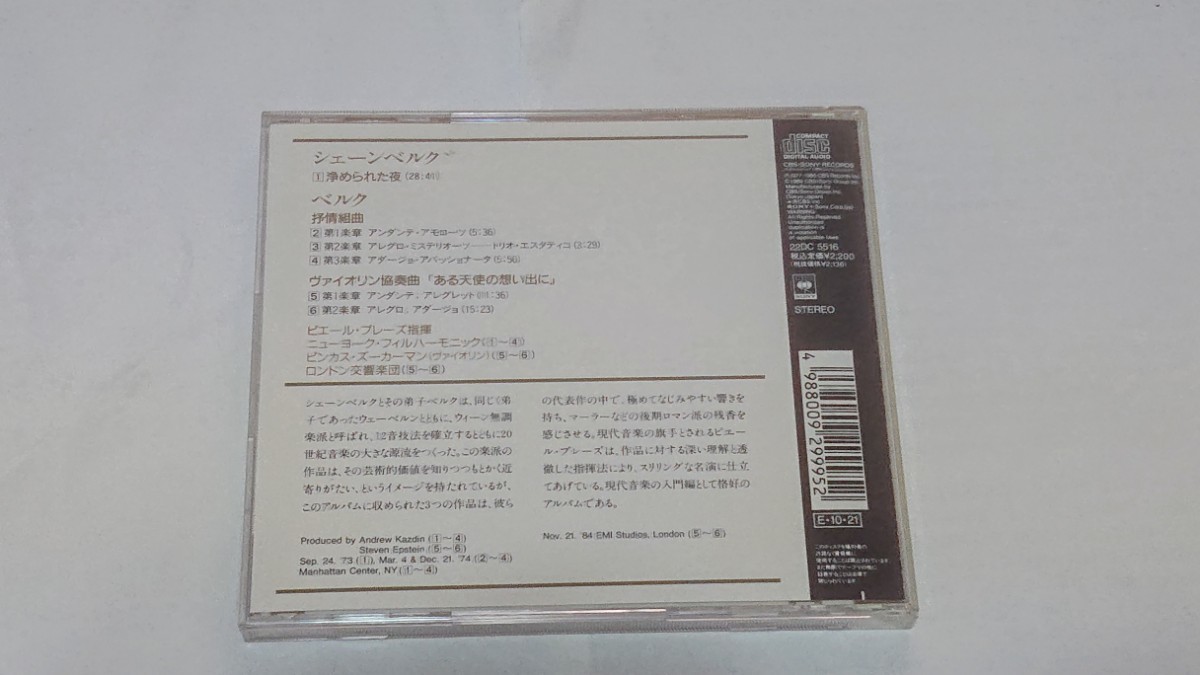 シェーンベルク
1 浄められた夜 (28:41)
ベルク
抒情組曲
2 第1楽章 アンダンテ・アモローソ (5:36)
3 第2楽章 アレグロ・ミステリオーソ――トリオ・エスタティコ (3:29)
4 第3楽章 アダージョ・アパッショナータ (5:56)
ヴァイオリン協奏曲「ある天使の想い出に」
5 第1楽章 アンダンテ; アレグレット (11:36)
6 第2楽章 アレグロ; アダージョ (15:23)
ピエール・ブレーズ指揮
ニューヨーク・フィルハーモニック(1〜4)
ピンカス・ズーカーマン(ヴァイオリン)(5〜6)
ロンドン交響楽団(5〜6)
シェーンベルクとその弟子ベルクは、同じく弟
子であったウェーベルンとともに、ウィーン無調
楽派と呼ばれ、12音技法を確立するとともに20
世紀音楽の大きな源流をつくった。この楽派の
作品は、その芸術的価値を知りつつもとかく近
寄りがたい、というイメージを持たれているが、
このアルバムに収められた3つの作品は、彼ら
の代表作の中で、極めてなじみやすい響きを
持ち、マーラーなどの後期ロマン派の残香を
感じさせる。現代音楽の旗手とされるピエー
ル・ブレーズは、作品に対する深い理解と透
徹した指揮法により、スリリングな名演に仕立
てあげている。現代音楽の入門編として恰好の
アルバムである。
Produced by Andrew Kazdin (1〜4)
Steven Epstein (5〜6)
Sep. 24. '73 (1), Mar. 4 & Dec. 21. '74 (2〜4)
Manhattan Center, NY (1〜4)
Nov. 21. '84 EMI Studios, London (5〜6)
COMPACT
disc
DIGITAL AUDIO
CBS/SONY RECORDS
22DC 5516
税込定価¥2,200
(税抜価格¥2,136)
SONY
STEREO
4 988009 299952
E・10・21